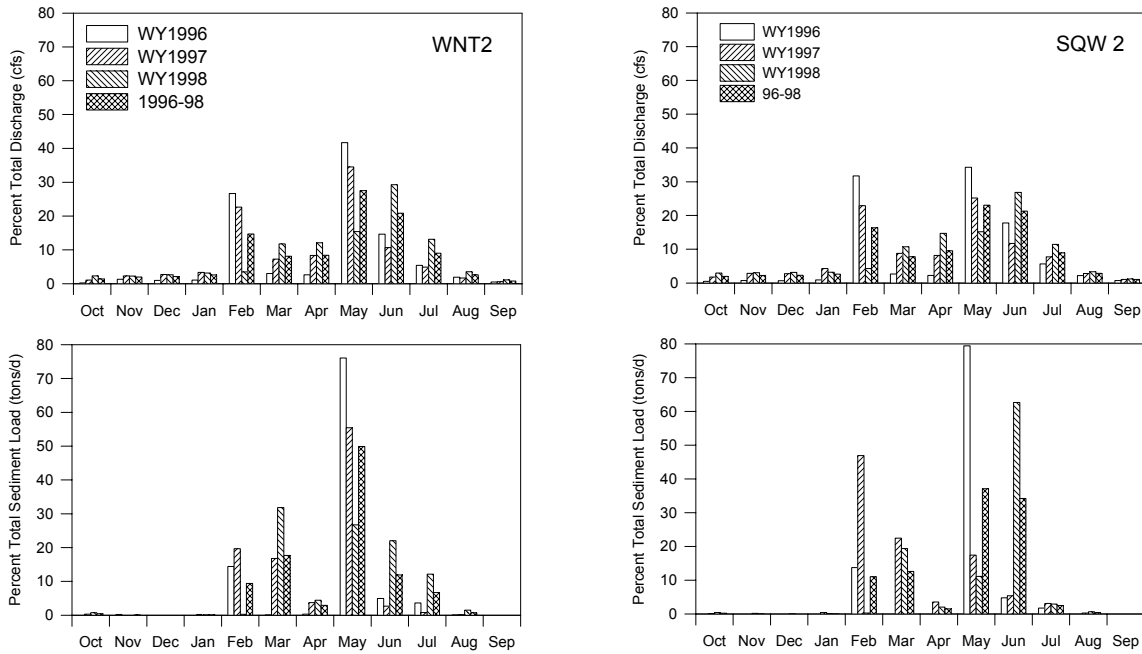 Percent Total Discharge (cfs)
80
70
60
50
40
30
20
10
0
WY1996
WY1997
WY1998
1996-98
WNT2
Oct Nov Dec Jan Feb Mar Apr May Jun Jul Aug Sep
Percent Total Discharge (cfs)
80
70
60
50
40
30
20
10
0
WY1996
WY1997
WY1998
96-98
SQW 2
Oct Nov Dec Jan Feb Mar Apr May Jun Jul Aug Sep
Percent Total Sediment Load (tons/d)
80
70
60
50
40
30
20
10
0
Oct Nov Dec Jan Feb Mar Apr May Jun Jul Aug Sep
Percent Total Sediment Load (tons/d)
80
70
60
50
40
30
20
10
0
Oct Nov Dec Jan Feb Mar Apr May Jun Jul Aug Sep